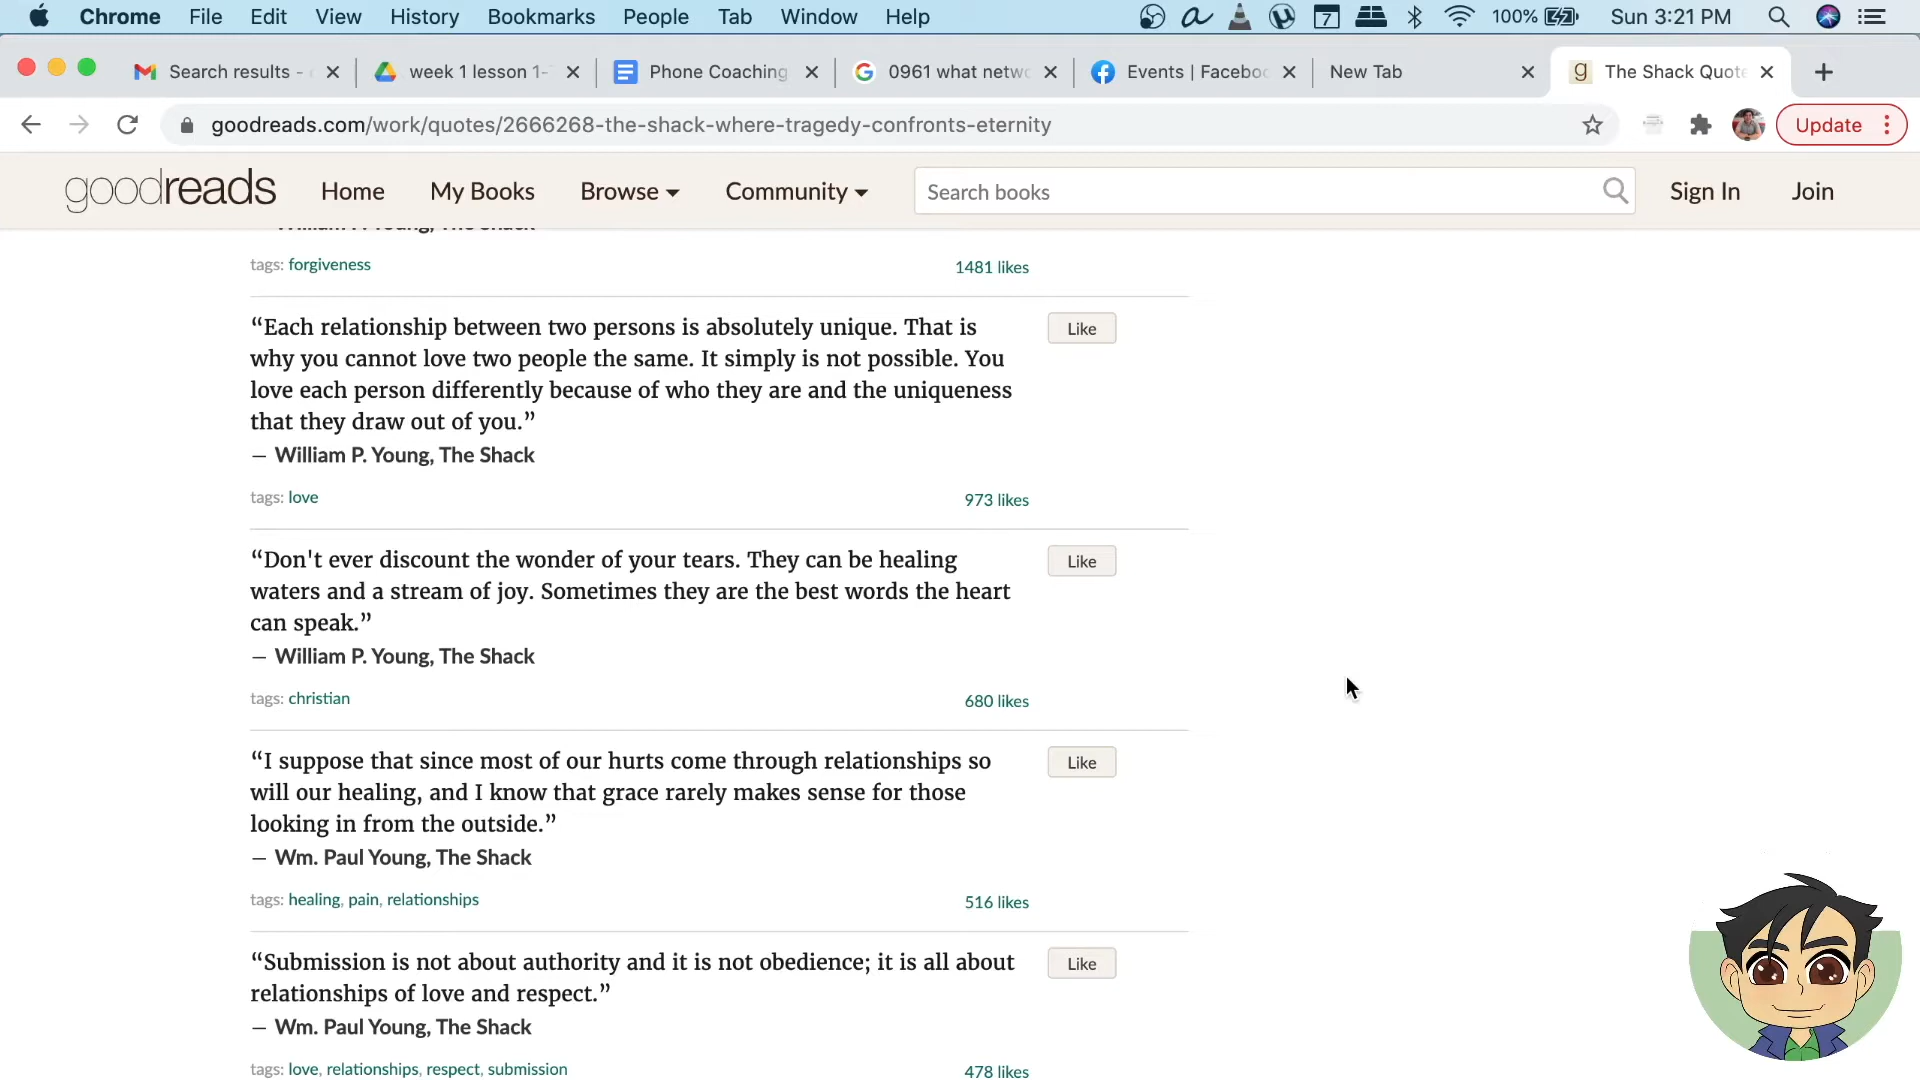 Chrome File Edit View History Bookmarks People Tab Window Help 7 100% Sun 3:21 PM
Search results - week 1 lesson 1- Phone Coaching 0961 what netwo Events | Faceboo New Tab The Shack Quote
goodreads.com/work/quotes/2666268-the-shack-where-tragedy-confronts-eternity Update
goodreads Home My Books Browse Community Search books Sign In Join
tags: forgiveness 1481 likes
“Each relationship between two persons is absolutely unique. That is Like
why you cannot love two people the same. It simply is not possible. You
love each person differently because of who they are and the uniqueness
that they draw out of you.”
― William P. Young, The Shack
tags: love 973 likes
“Don't ever discount the wonder of your tears. They can be healing Like
waters and a stream of joy. Sometimes they are the best words the heart
can speak.”
― William P. Young, The Shack
tags: christian 680 likes
“I suppose that since most of our hurts come through relationships so Like
will our healing, and I know that grace rarely makes sense for those
looking in from the outside.”
― Wm. Paul Young, The Shack
tags: healing, pain, relationships 516 likes
“Submission is not about authority and it is not obedience; it is all about Like
relationships of love and respect.”
― Wm. Paul Young, The Shack
tags: love, relationships, respect, submission 478 likes